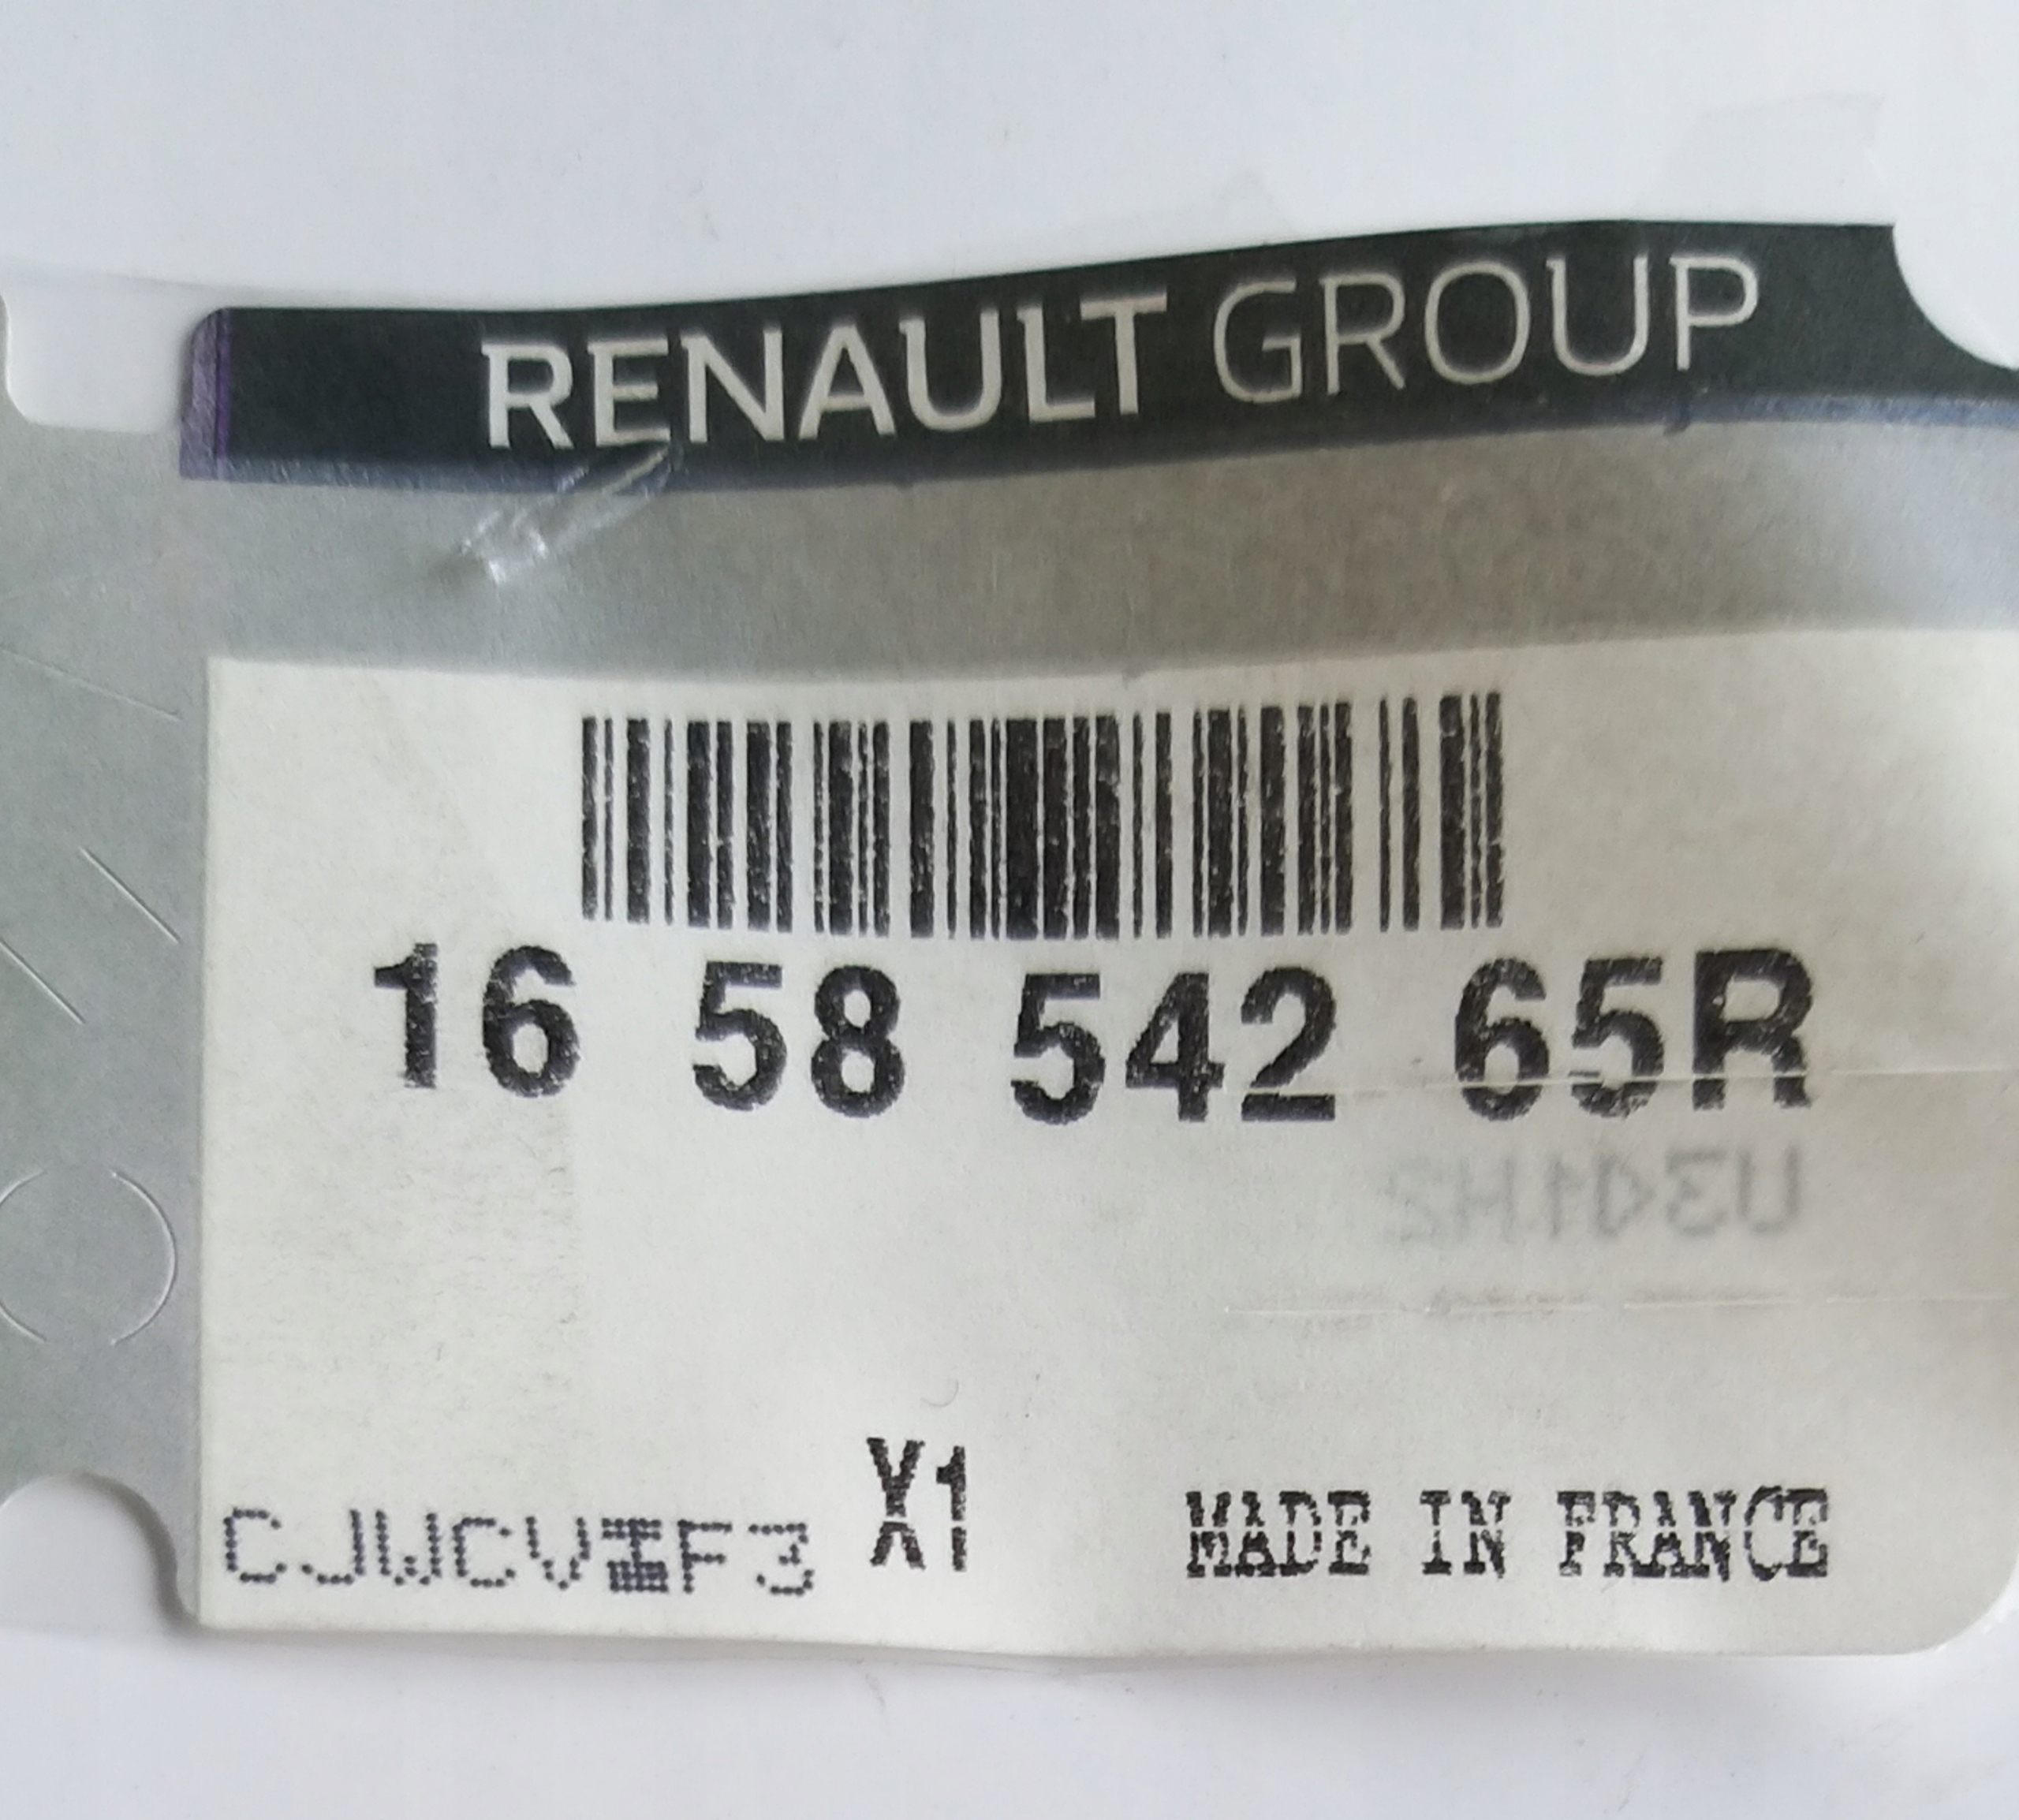 RENAULT GROUP
16 58 542 65R
X1
MADE IN FRANCE